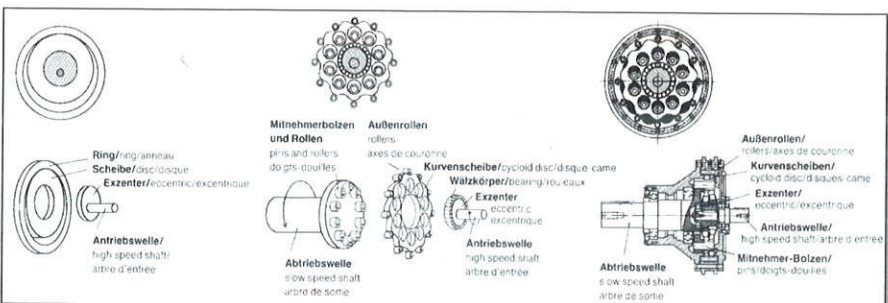 Ring/ring/anneau
Scheibe/disc/disque
Exzenter/eccentric/excentrique
Antriebswelle/
high speed shaft/
arbre d'entrée
Mitnehmerbolzen
und Rollen
pins and rollers
doigts-douilles
Außenrollen
rollers
axes de couronne
Kurvenscheibe/cycloid disc/disque-came
Wälzkörper/bearing/rouleaux
Exzenter
eccentric
excentrique
Antriebswelle
high speed shaft
arbre d'entrée
Abtriebswelle
slow speed shaft
arbre de sortie
Außenrollen/
rollers/axes de couronne
Kurvenscheiben/
cycloid disc/disques-came
Exzenter/
eccentric/excentrique
Antriebswelle/
high speed shaft/arbre d'entrée
Mitnehmer-Bolzen/
pins/doigts-douilles
Abtriebswelle
slow speed shaft
arbre de sortie